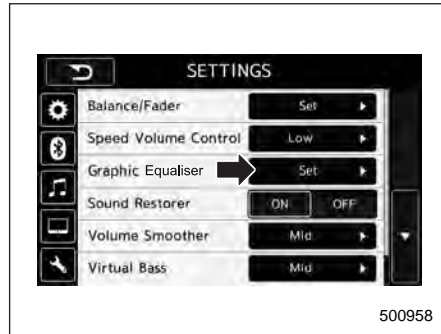 SETTINGS
Balance/Fader Set
Speed Volume Control Low
Graphic Equaliser Set
Sound Restorer ON OFF
Volume Smoother Mid
Virtual Bass Mid
500958